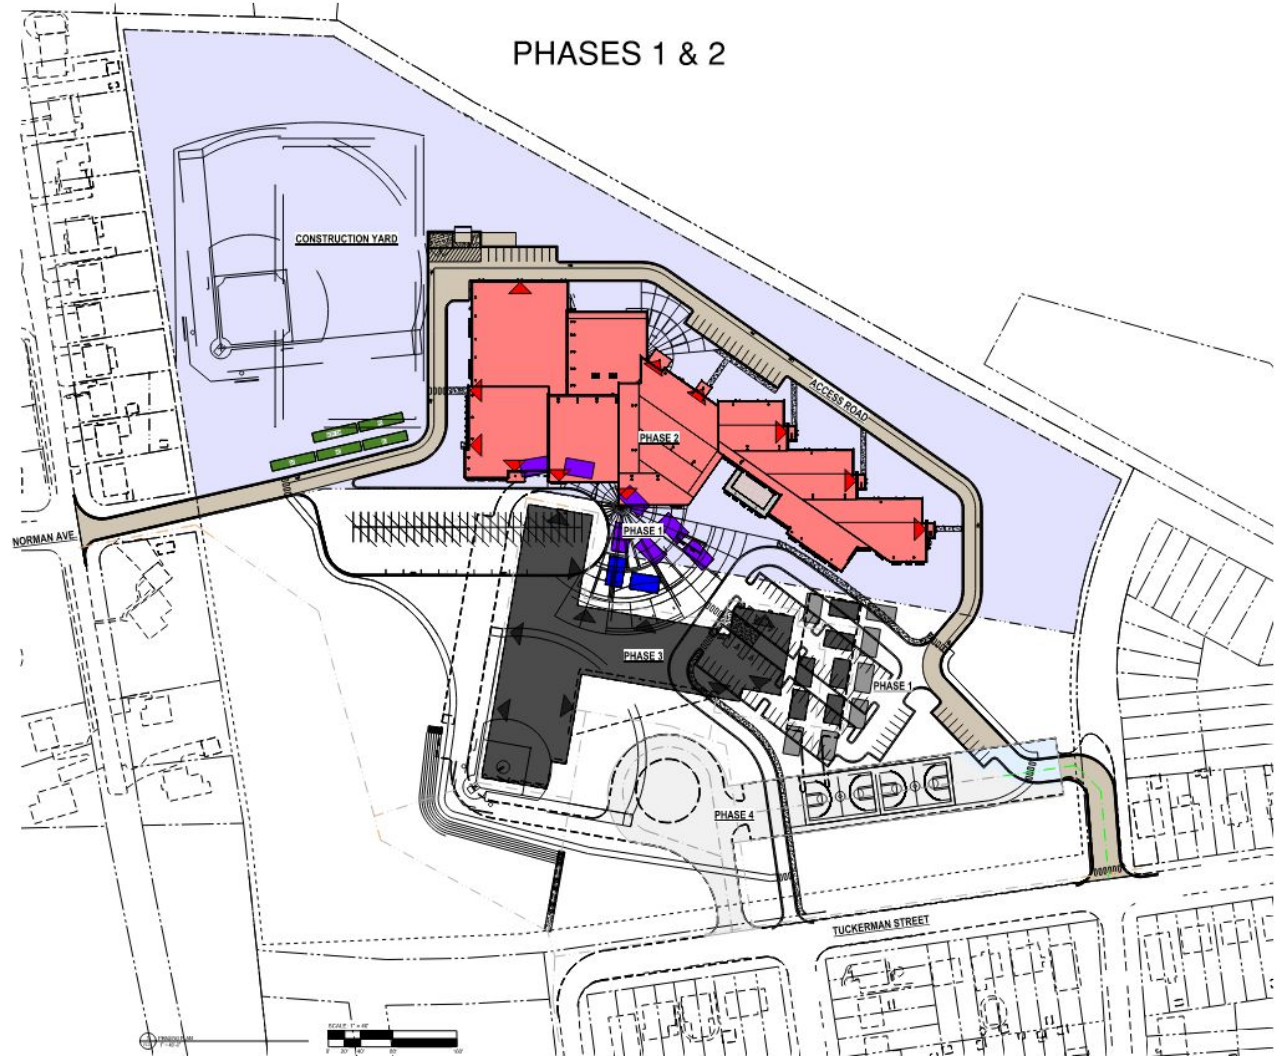 PHASES 1 & 2
CONSTRUCTION YARD
ACCESS ROAD
PHASE 2
NORMAN AVE.
PHASE 1
PHASE 3
PHASE 1
PHASE 4
TUCKERMAN STREET